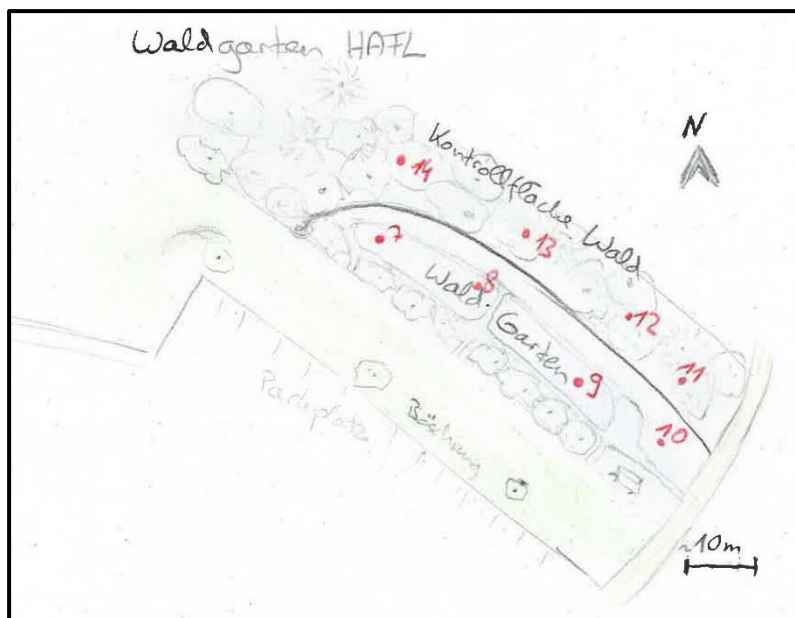 Waldgarten HAFL
N
Kontrollfläche Wald
14
13
7
8
Wald-
Garten
12
11
9
10
Parkplatz
Böschung
~10m